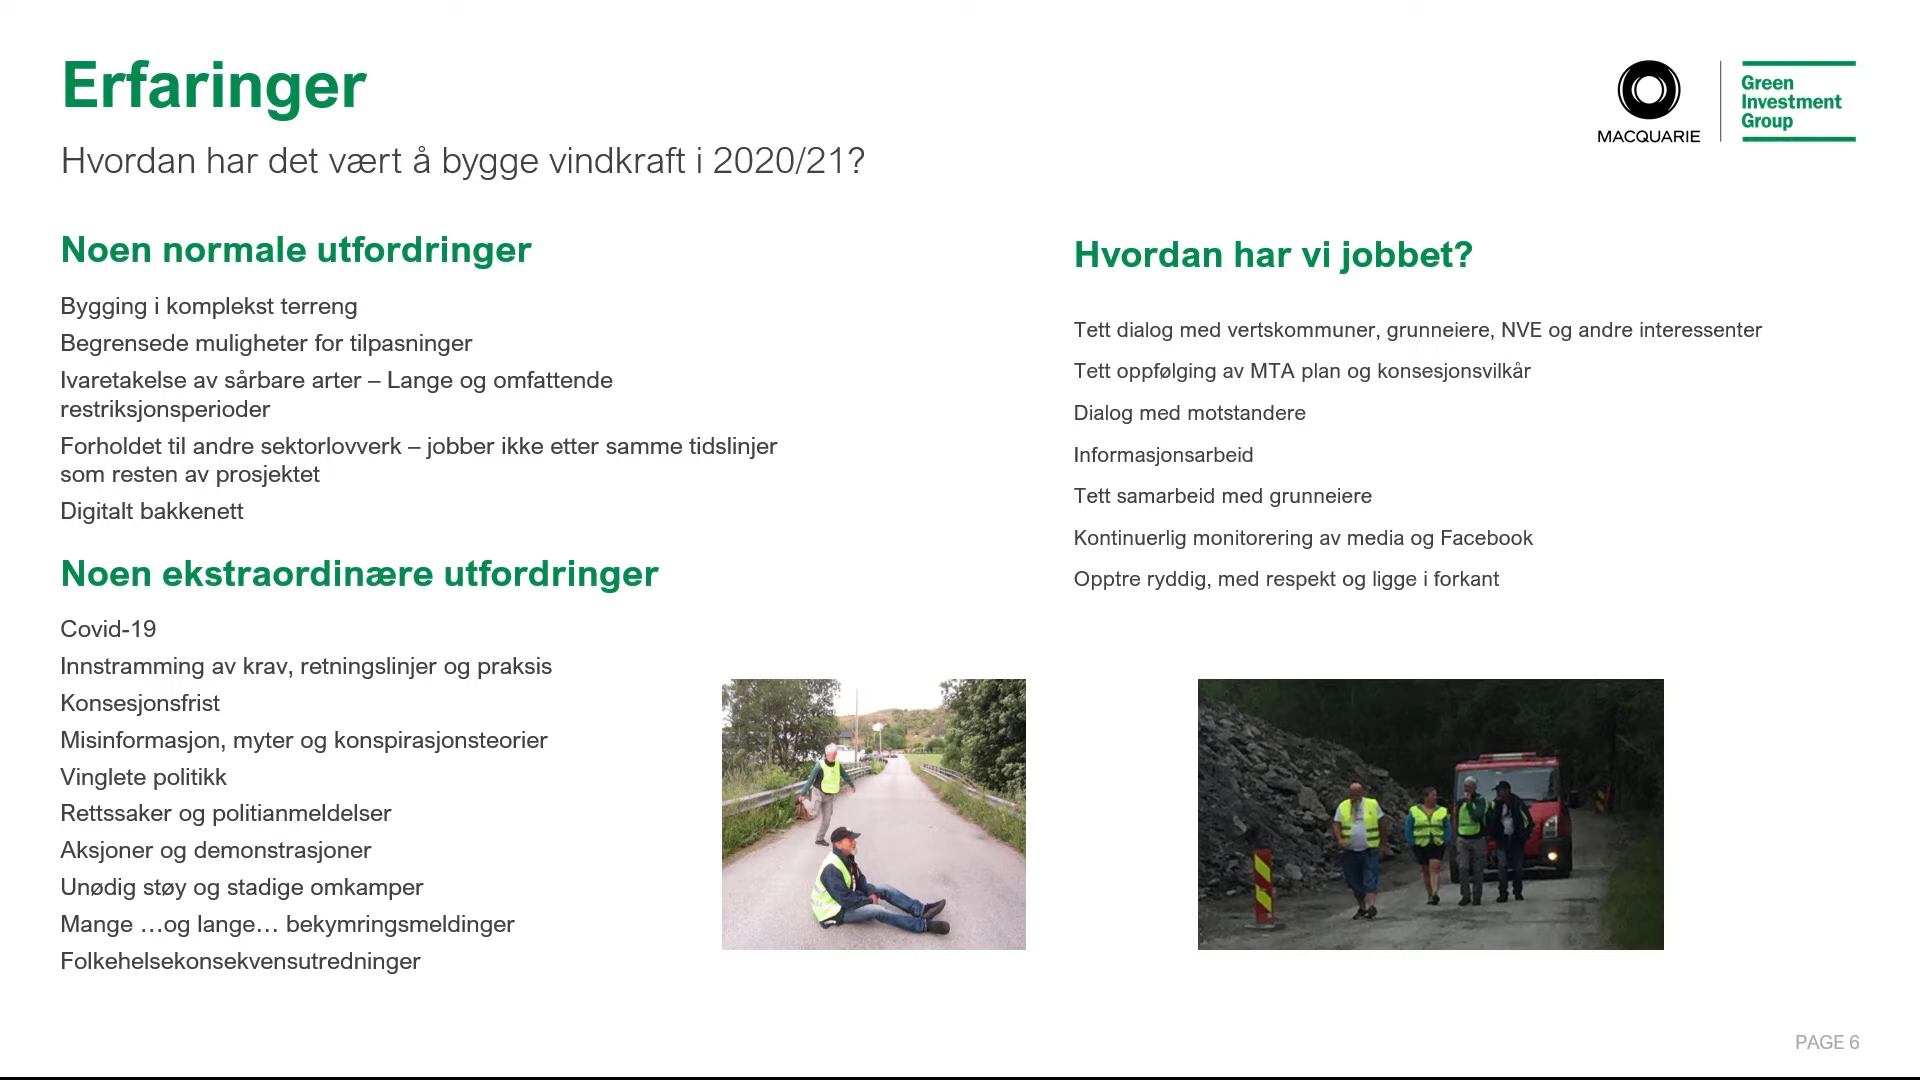 Erfaringer
Hvordan har det vært å bygge vindkraft i 2020/21?
MACQUARIE
Green
Investment
Group
Noen normale utfordringer
Bygging i komplekst terreng
Begrensede muligheter for tilpasninger
Ivaretakelse av sårbare arter – Lange og omfattende
restriksjonsperioder
Forholdet til andre sektorlovverk – jobber ikke etter samme tidslinjer
som resten av prosjektet
Digitalt bakkenett
Noen ekstraordinære utfordringer
Covid-19
Innstramming av krav, retningslinjer og praksis
Konsesjonsfrist
Misinformasjon, myter og konspirasjonsteorier
Vinglete politikk
Rettssaker og politianmeldelser
Aksjoner og demonstrasjoner
Unødig støy og stadige omkamper
Mange …og lange… bekymringsmeldinger
Folkehelsekonsekvensutredninger
Hvordan har vi jobbet?
Tett dialog med vertskommuner, grunneiere, NVE og andre interessenter
Tett oppfølging av MTA plan og konsesjonsvilkår
Dialog med motstandere
Informasjonsarbeid
Tett samarbeid med grunneiere
Kontinuerlig monitorering av media og Facebook
Opptre ryddig, med respekt og ligge i forkant
PAGE 6